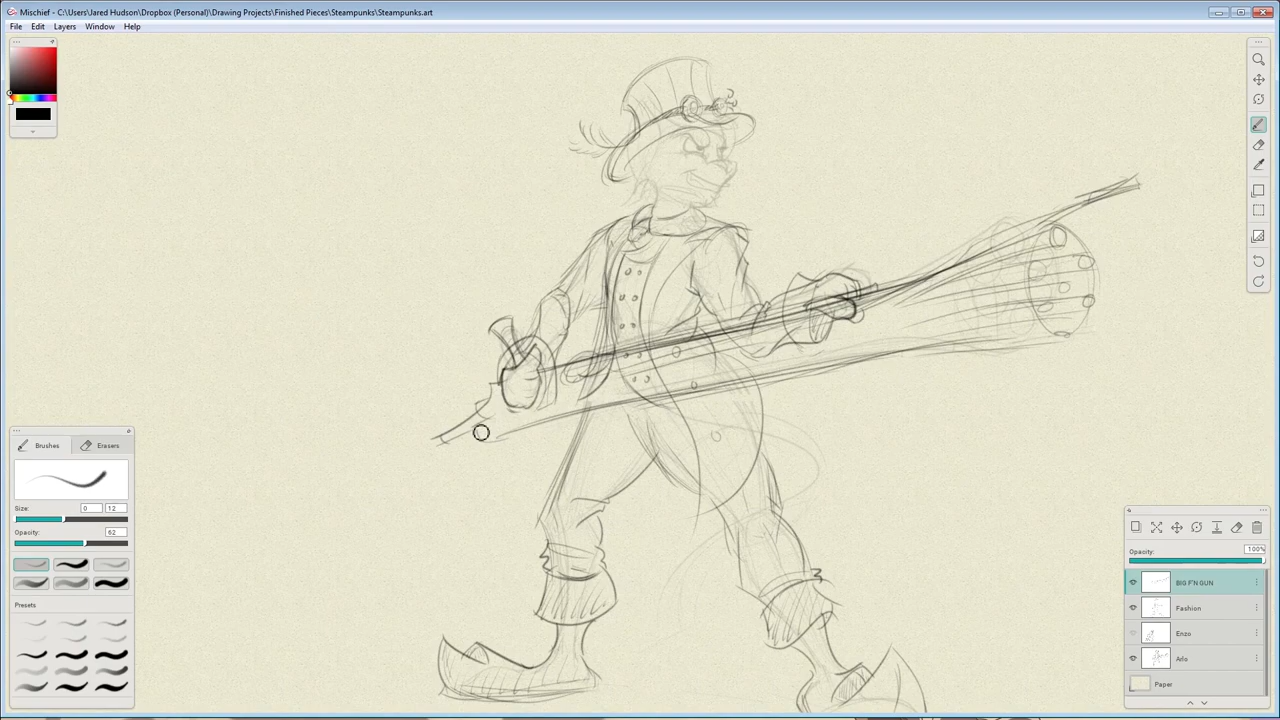 Mischief - C:\Users\Jared Hudson\Dropbox (Personal)\Drawing Projects\Finished Pieces\Steampunks\Steampunks.art
File Edit Layers Window Help
Brushes Erasers
Size: 0 12
Opacity: 62
Presets
Opacity: 100%
BIG F'N GUN
Fashion
Enzo
Arlo
Paper